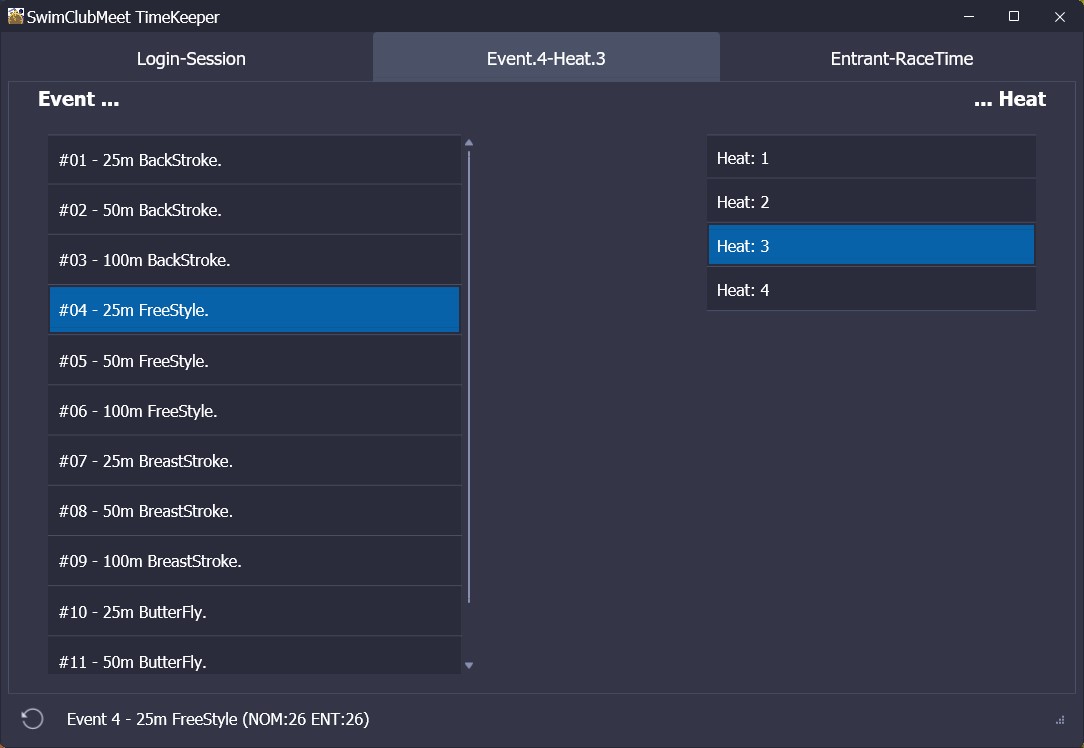 SwimClubMeet TimeKeeper
Login-Session
Event.4-Heat.3
Entrant-RaceTime
Event ...
... Heat
#01 - 25m BackStroke.
#02 - 50m BackStroke.
#03 - 100m BackStroke.
#04 - 25m FreeStyle.
#05 - 50m FreeStyle.
#06 - 100m FreeStyle.
#07 - 25m BreastStroke.
#08 - 50m BreastStroke.
#09 - 100m BreastStroke.
#10 - 25m ButterFly.
#11 - 50m ButterFly.
Heat: 1
Heat: 2
Heat: 3
Heat: 4
Event 4 - 25m FreeStyle (NOM:26 ENT:26)